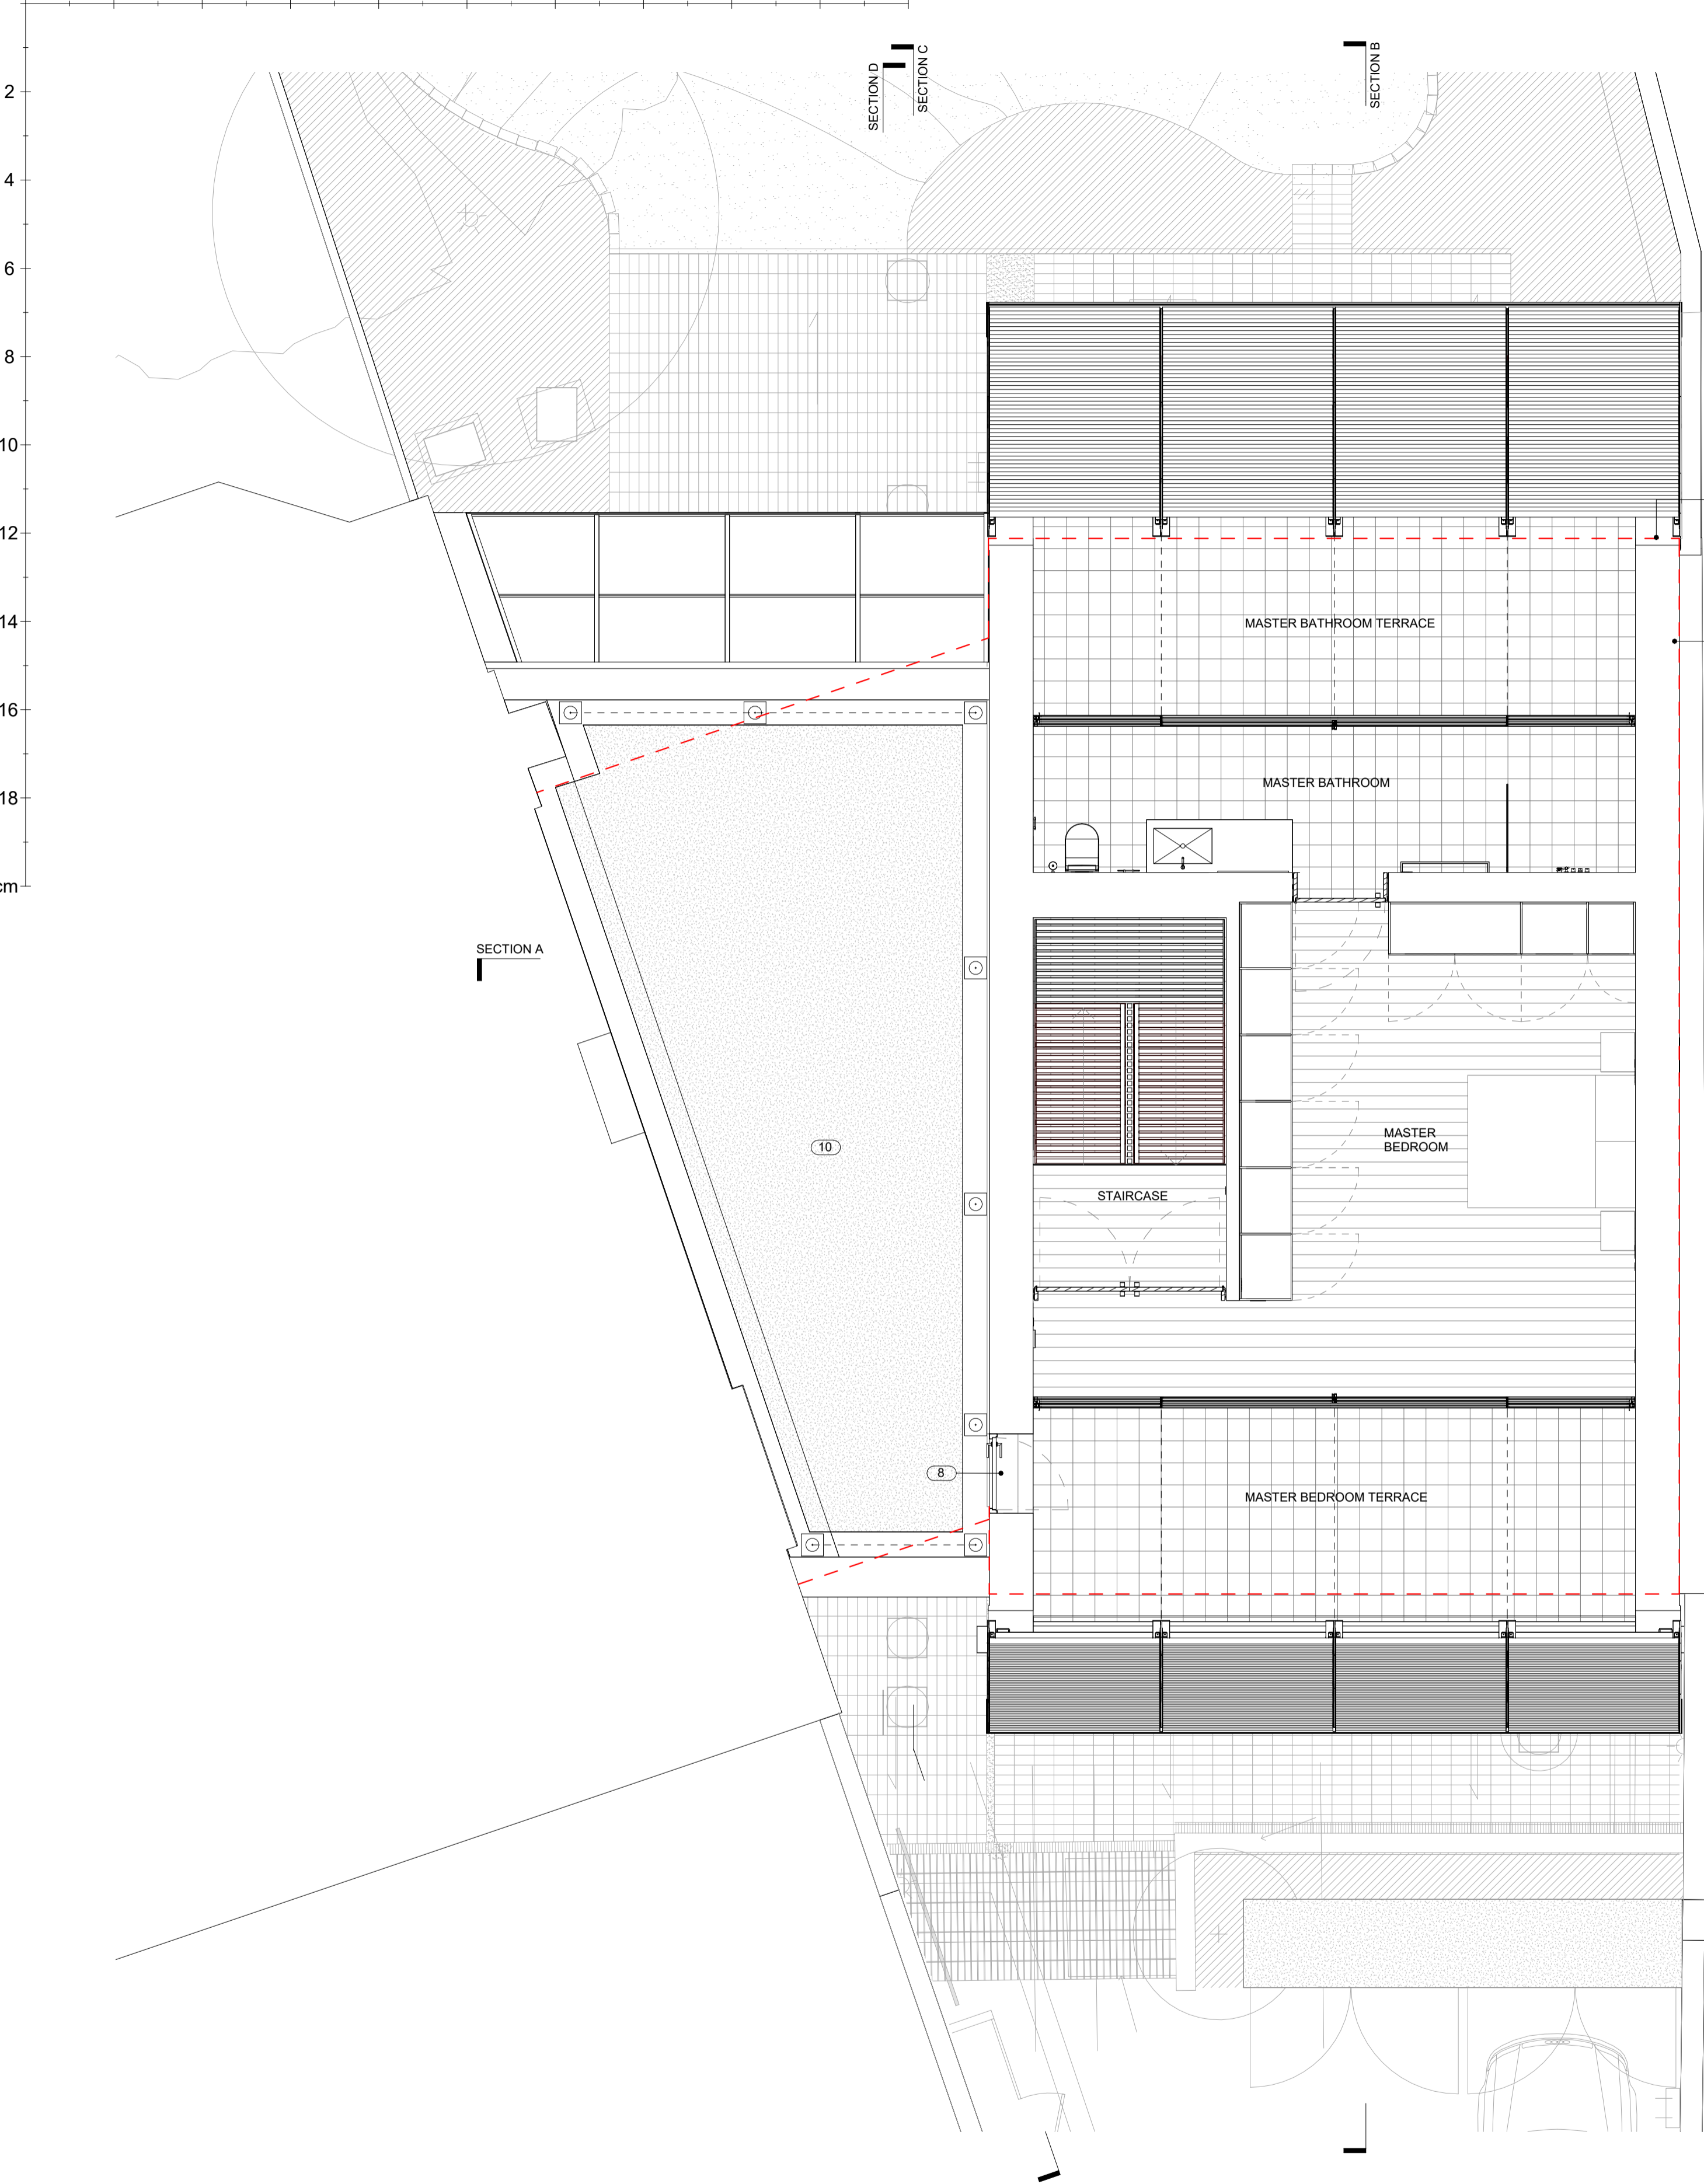 SECTION D
SECTION C
SECTION B
2
4
6
8
10
12
14
16
18
cm
MASTER BATHROOM TERRACE
MASTER BATHROOM
SECTION A
10
MASTER
BEDROOM
STAIRCASE
8
MASTER BEDROOM TERRACE